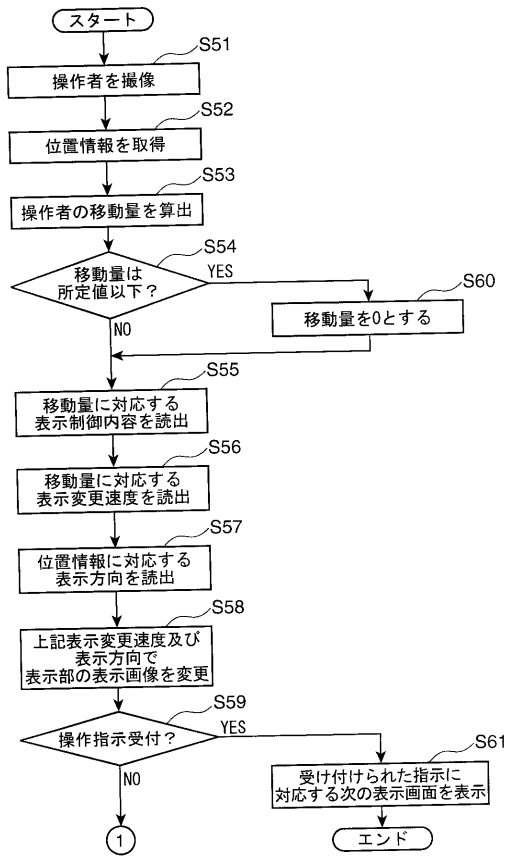 スタート
S51
操作者を撮像
S52
位置情報を取得
S53
操作者の移動量を算出
S54
移動量は
所定値以下？
YES
S60
移動量を0とする
NO
S55
移動量に対応する
表示制御内容を読出
S56
移動量に対応する
表示変更速度を読出
S57
位置情報に対応する
表示方向を読出
S58
上記表示変更速度及び
表示方向で
表示部の表示画像を変更
S59
操作指示受付？
YES
S61
受け付けられた指示に
対応する次の表示画面を表示
NO
エンド
1